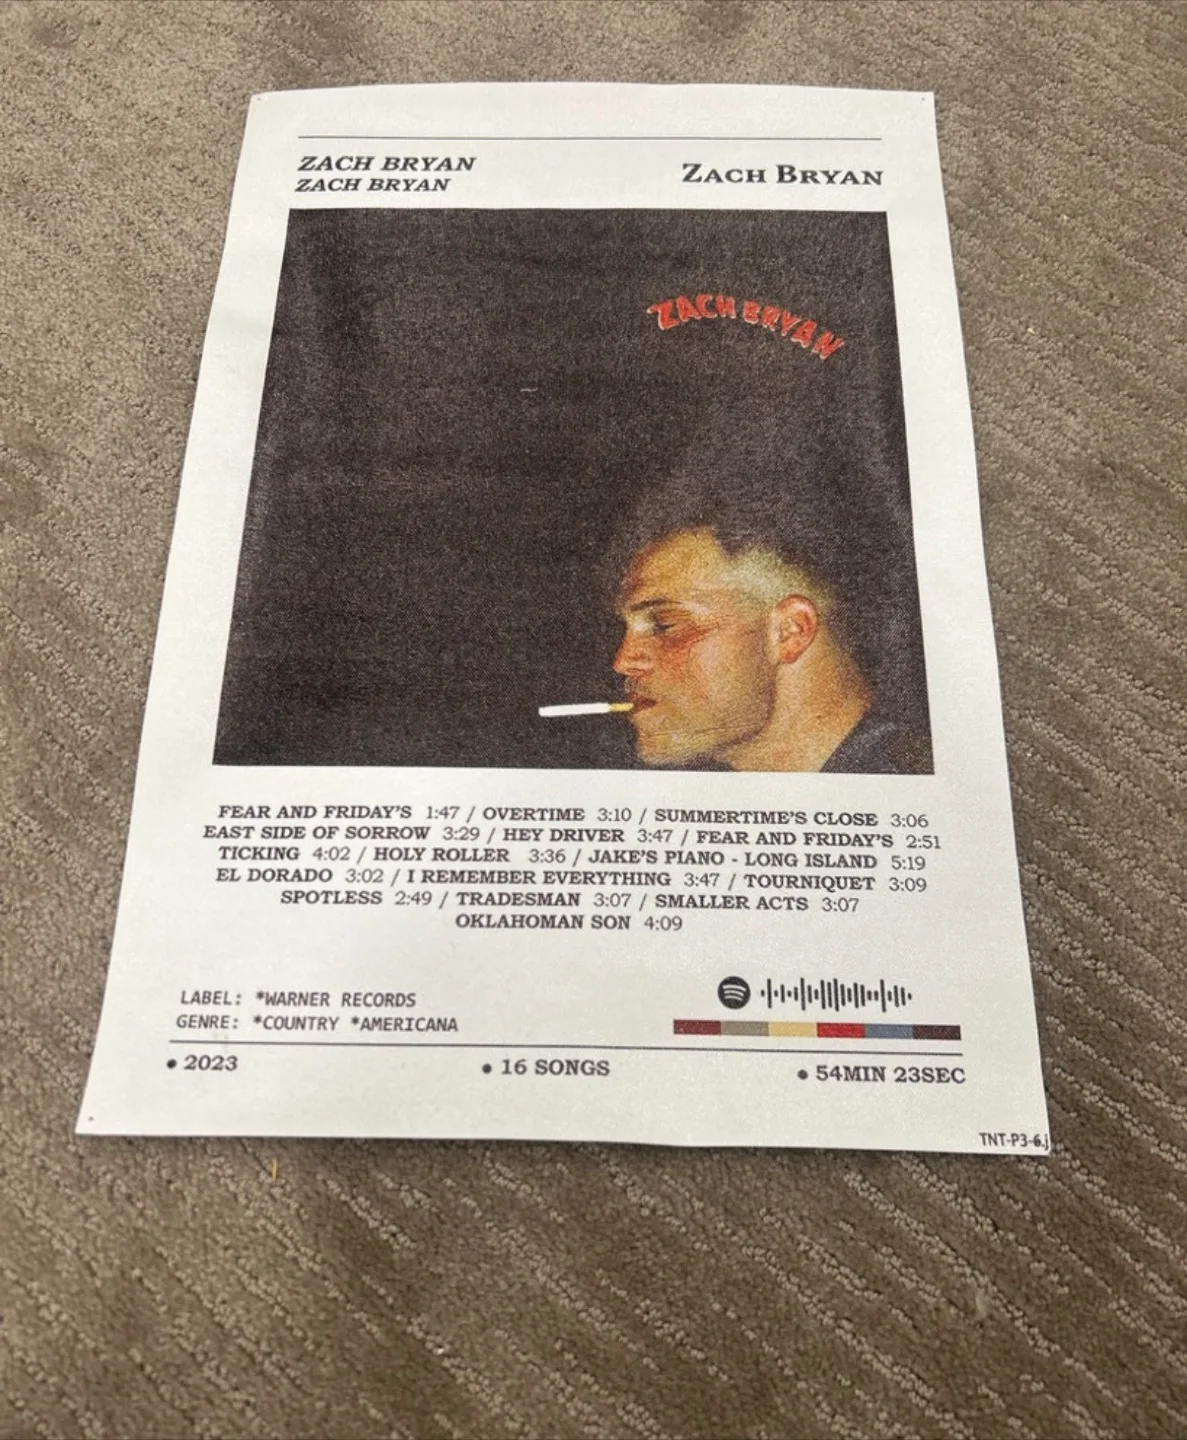 ZACH BRYAN
ZACH BRYAN
ZACH BRYAN
ZACH BRYAN
FEAR AND FRIDAY'S 1:47 / OVERTIME 3:10 / SUMMERTIME'S CLOSE 3:06
EAST SIDE OF SORROW 3:29 / HEY DRIVER 3:47 / FEAR AND FRIDAY'S 2:51
TICKING 4:02 / HOLY ROLLER 3:36 / JAKE'S PIANO - LONG ISLAND 5:19
EL DORADO 3:02 / I REMEMBER EVERYTHING 3:47 / TOURNIQUET 3:09
SPOTLESS 2:49 / TRADESMAN 3:07 / SMALLER ACTS 3:07
OKLAHOMAN SON 4:09
LABEL: *WARNER RECORDS
GENRE: *COUNTRY *AMERICANA
• 2023
• 16 SONGS
• 54MIN 23SEC
TNT-P3-6.j